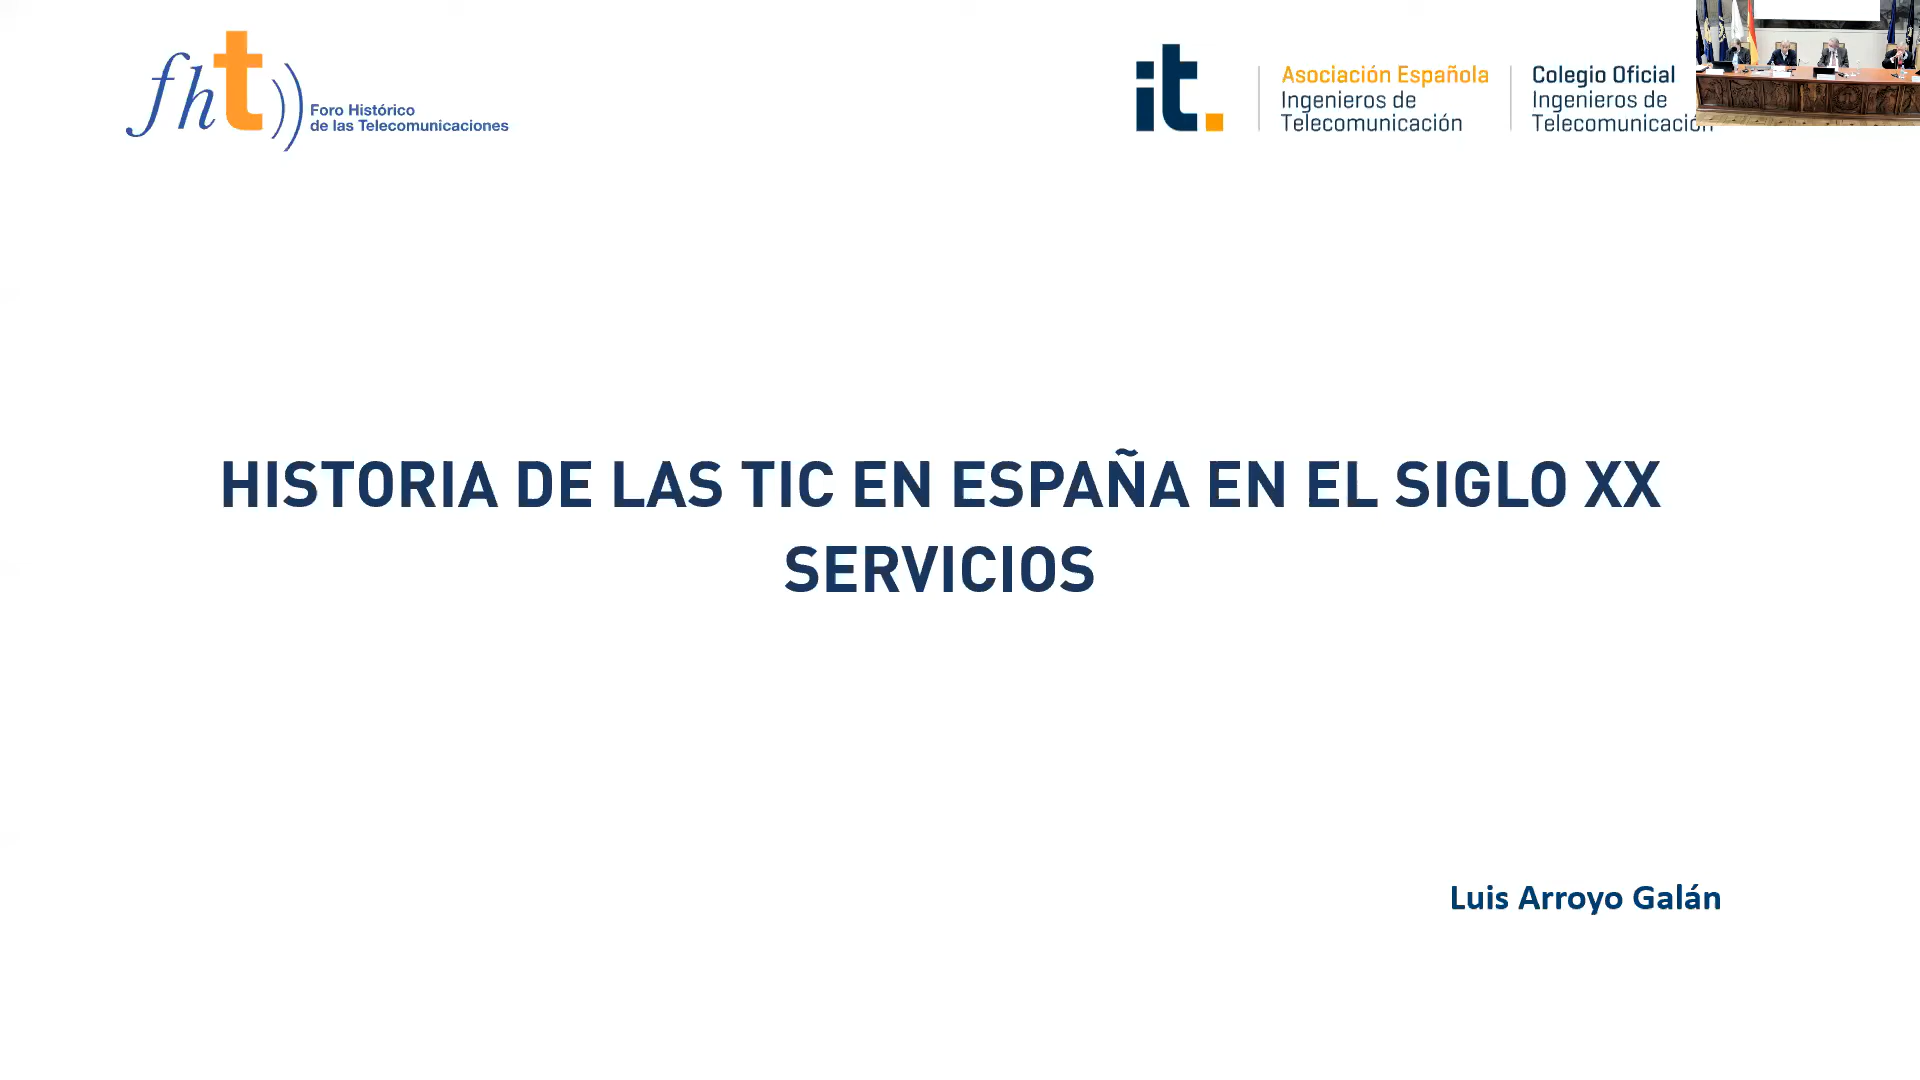 fht
Foro Histórico
de las Telecomunicaciones
it.
Asociación Española
Ingenieros de
Telecomunicación
Colegio Oficial
Ingenieros de
Telecomunicación
HISTORIA DE LAS TIC EN ESPAÑA EN EL SIGLO XX
SERVICIOS
Luis Arroyo Galán